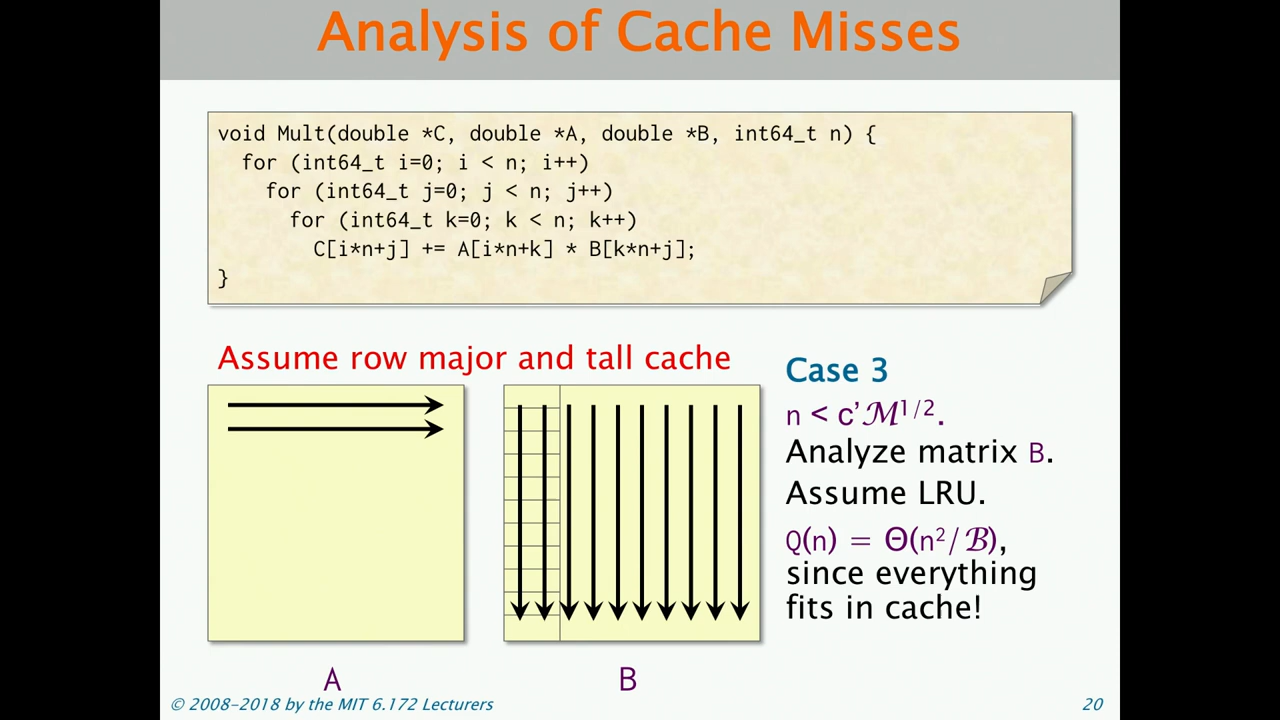 Analysis of Cache Misses
void Mult(double *C, double *A, double *B, int64_t n) {
for (int64_t i=0; i < n; i++)
for (int64_t j=0; j < n; j++)
for (int64_t k=0; k < n; k++)
C[i*n+j] += A[i*n+k] * B[k*n+j];
}
Assume row major and tall cache
A
B
Case 3
n < c’ℳ¹/².
Analyze matrix B.
Assume LRU.
Q(n) = Θ(n²/ℬ),
since everything
fits in cache!
© 2008–2018 by the MIT 6.172 Lecturers
20